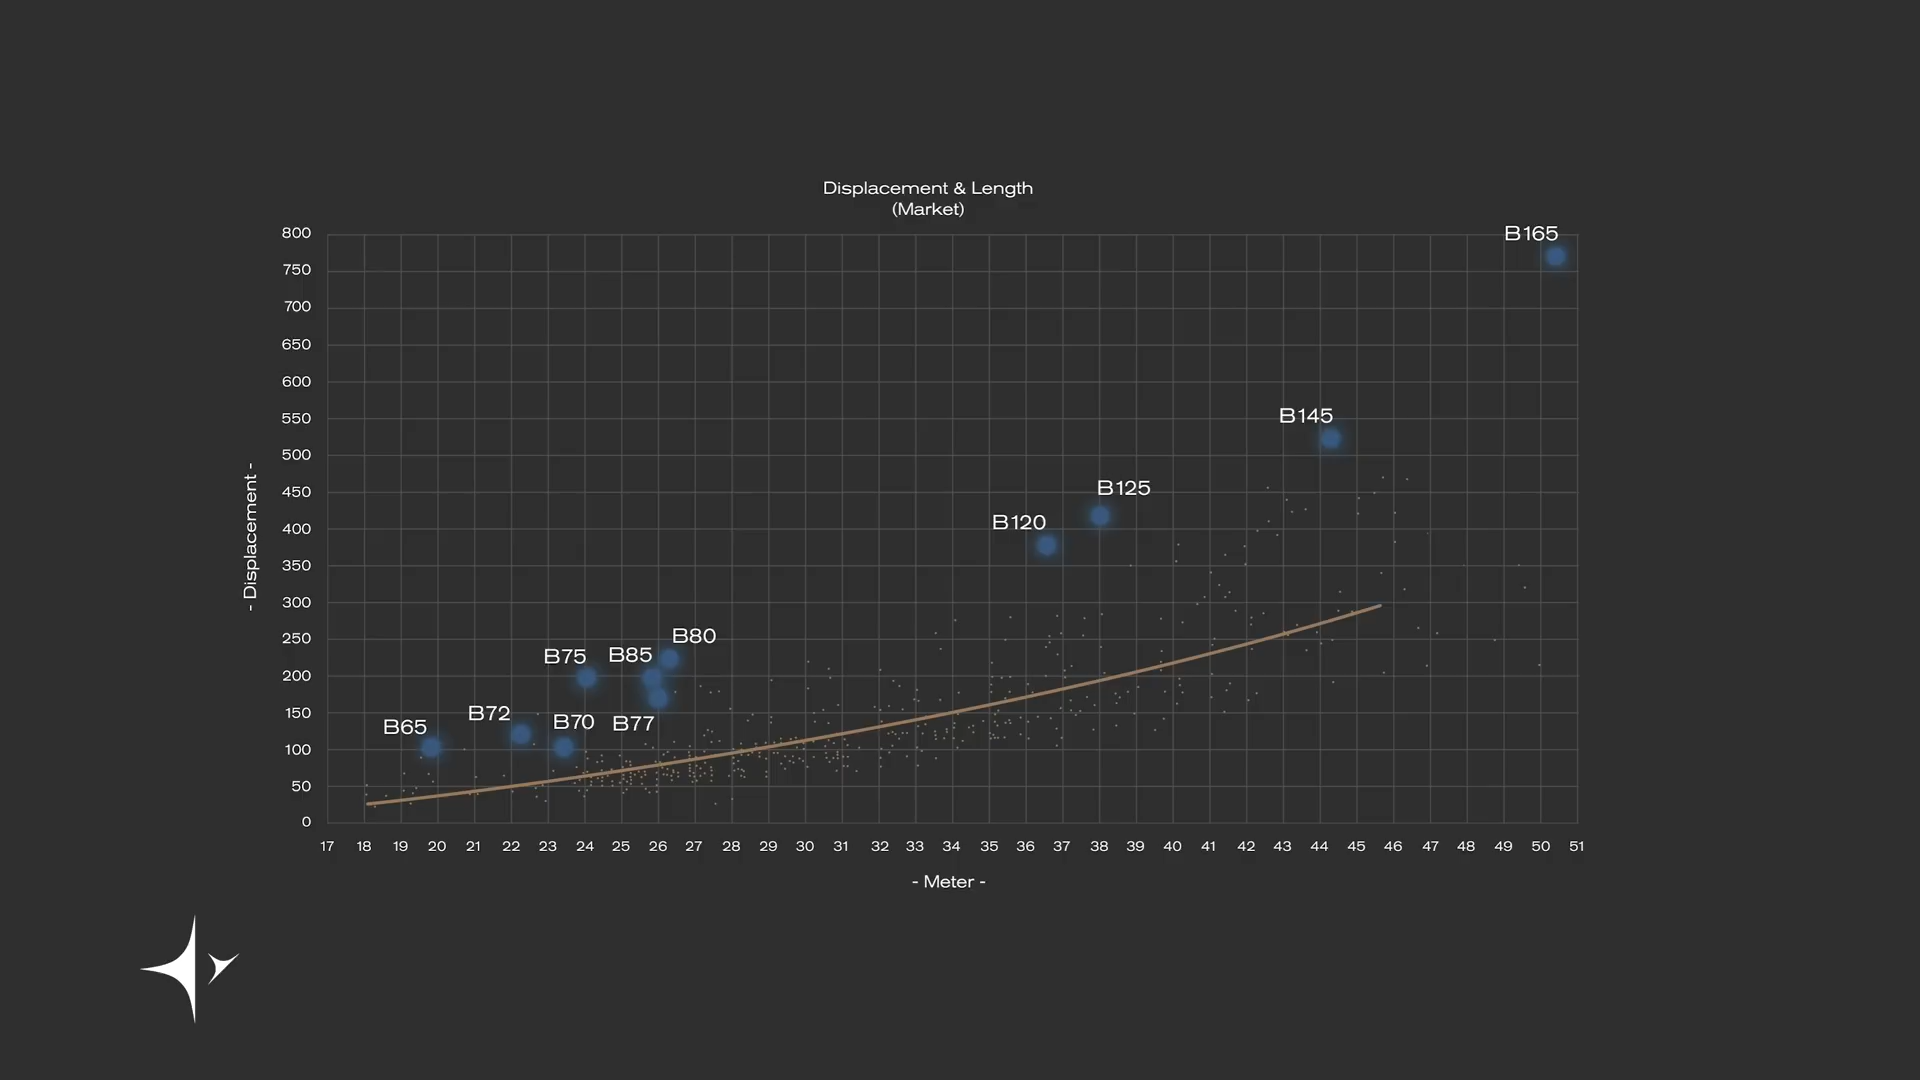 Displacement & Length
(Market)
800
750
700
650
600
550
500
450
400
350
300
250
200
150
100
50
0
- Displacement -
B165
B145
B125
B120
B80
B85
B75
B72
B70
B77
B65
17 18 19 20 21 22 23 24 25 26 27 28 29 30 31 32 33 34 35 36 37 38 39 40 41 42 43 44 45 46 47 48 49 50 51
- Meter -